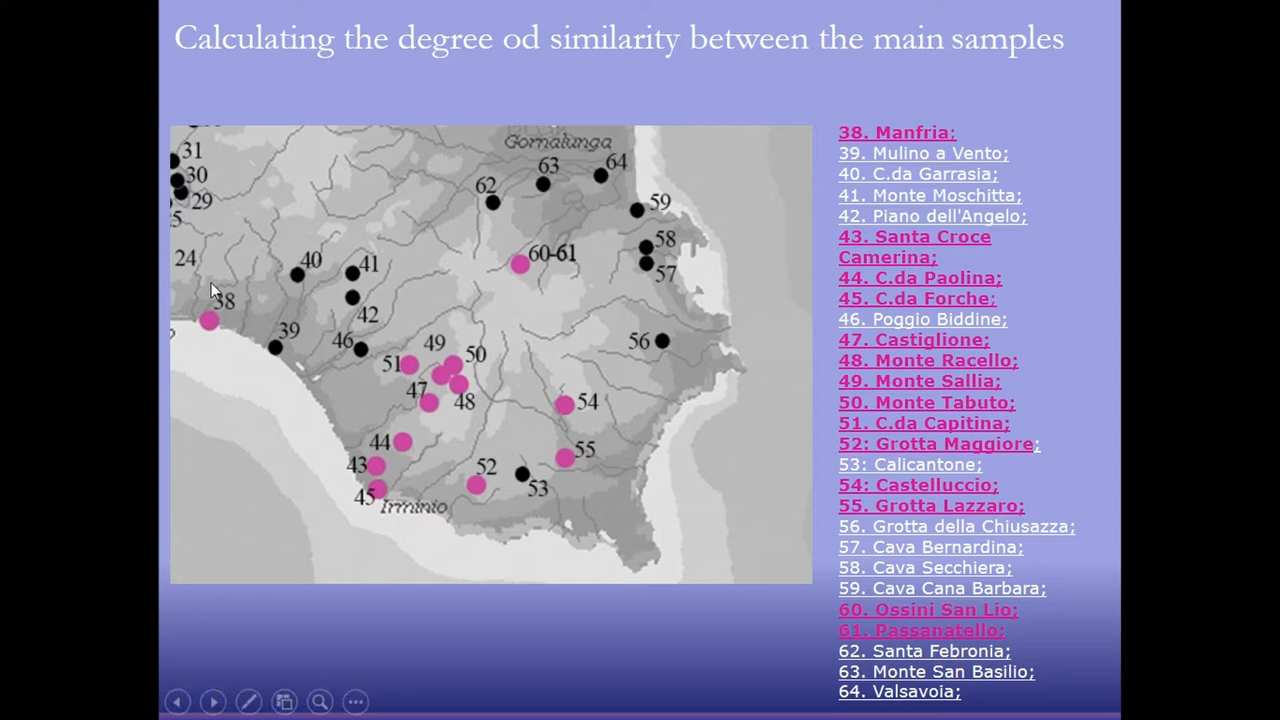 Calculating the degree od similarity between the main samples
Gornalunga
31
30
29
5
24
38
40
41
42
39
46
51
49
50
47
48
44
43
45
Irminio
52
53
54
55
56
57
58
59
60-61
62
63
64
38. Manfria;
39. Mulino a Vento;
40. C.da Garrasia;
41. Monte Moschitta;
42. Piano dell'Angelo;
43. Santa Croce
Camerina;
44. C.da Paolina;
45. C.da Forche;
46. Poggio Biddine;
47. Castiglione;
48. Monte Racello;
49. Monte Sallia;
50. Monte Tabuto;
51. C.da Capitina;
52: Grotta Maggiore;
53: Calicantone;
54: Castelluccio;
55. Grotta Lazzaro;
56. Grotta della Chiusazza;
57. Cava Bernardina;
58. Cava Secchiera;
59. Cava Cana Barbara;
60. Ossini San Lio;
61. Passanatello;
62. Santa Febronia;
63. Monte San Basilio;
64. Valsavoia;